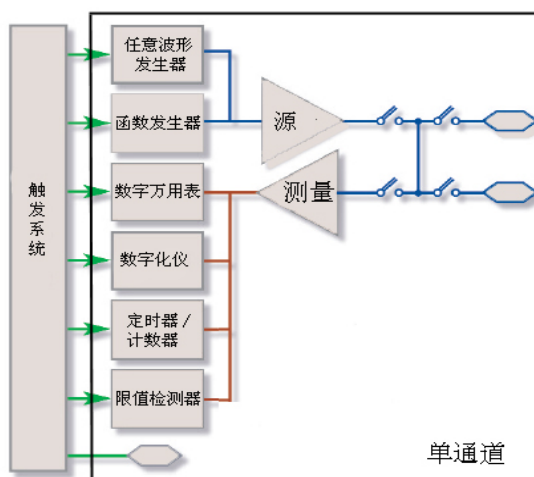 任意波形
发生器
函数发生器
源
数字万用表
测量
触发系统
数字化仪
定时器/
计数器
限值检测器
单通道